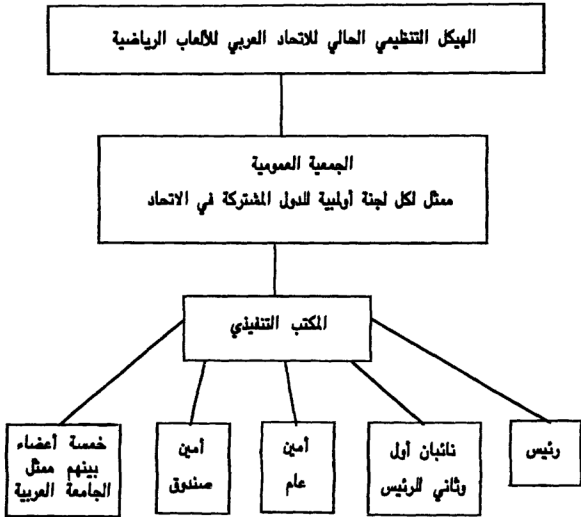 الهيكل التنظيمي الحالي للاتحاد العربي للألعاب الرياضية
الجمعية العمومية
ممثل لكل لجنة أولمبية للدول المشتركة في الاتحاد
المكتب التنفيذي
رئيس
نائبان أول
وثاني للرئيس
أمين
عام
أمين
صندوق
خمسة أعضاء
بينهم ممثل
الجامعة العربية